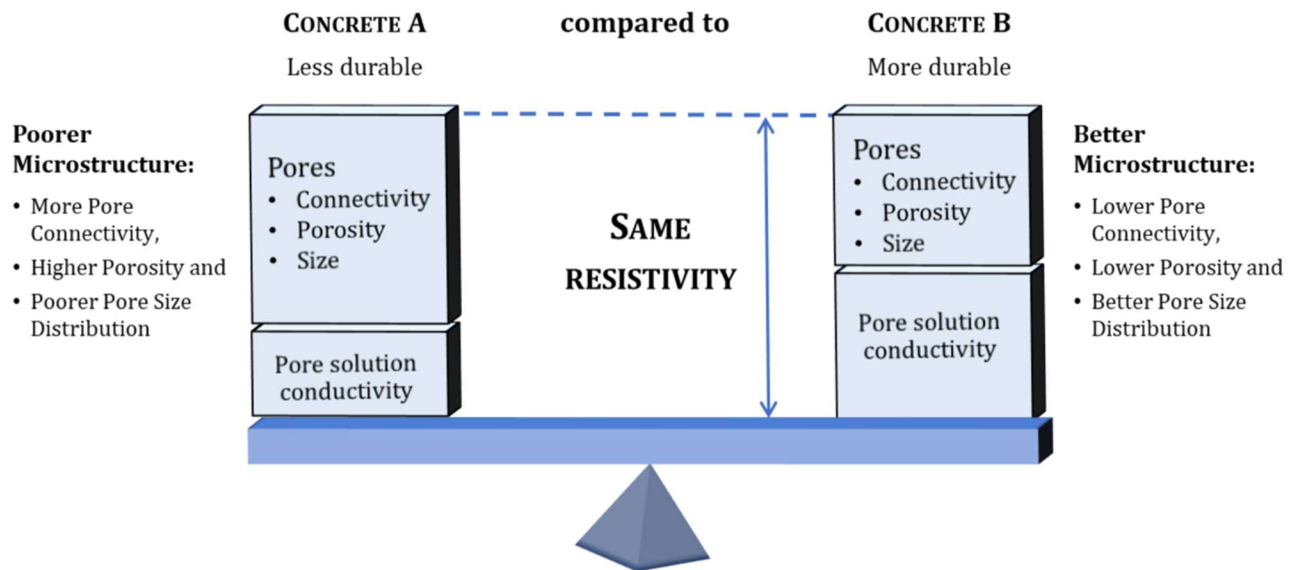 CONCRETE A
compared to
CONCRETE B
Less durable
More durable
Poorer
Microstructure:
• More Pore
Connectivity,
• Higher Porosity and
• Poorer Pore Size
Distribution
Pores
• Connectivity
• Porosity
• Size
Pore solution
conductivity
SAME
RESISTIVITY
Pores
• Connectivity
• Porosity
• Size
Pore solution
conductivity
Better
Microstructure:
• Lower Pore
Connectivity,
• Lower Porosity and
• Better Pore Size
Distribution